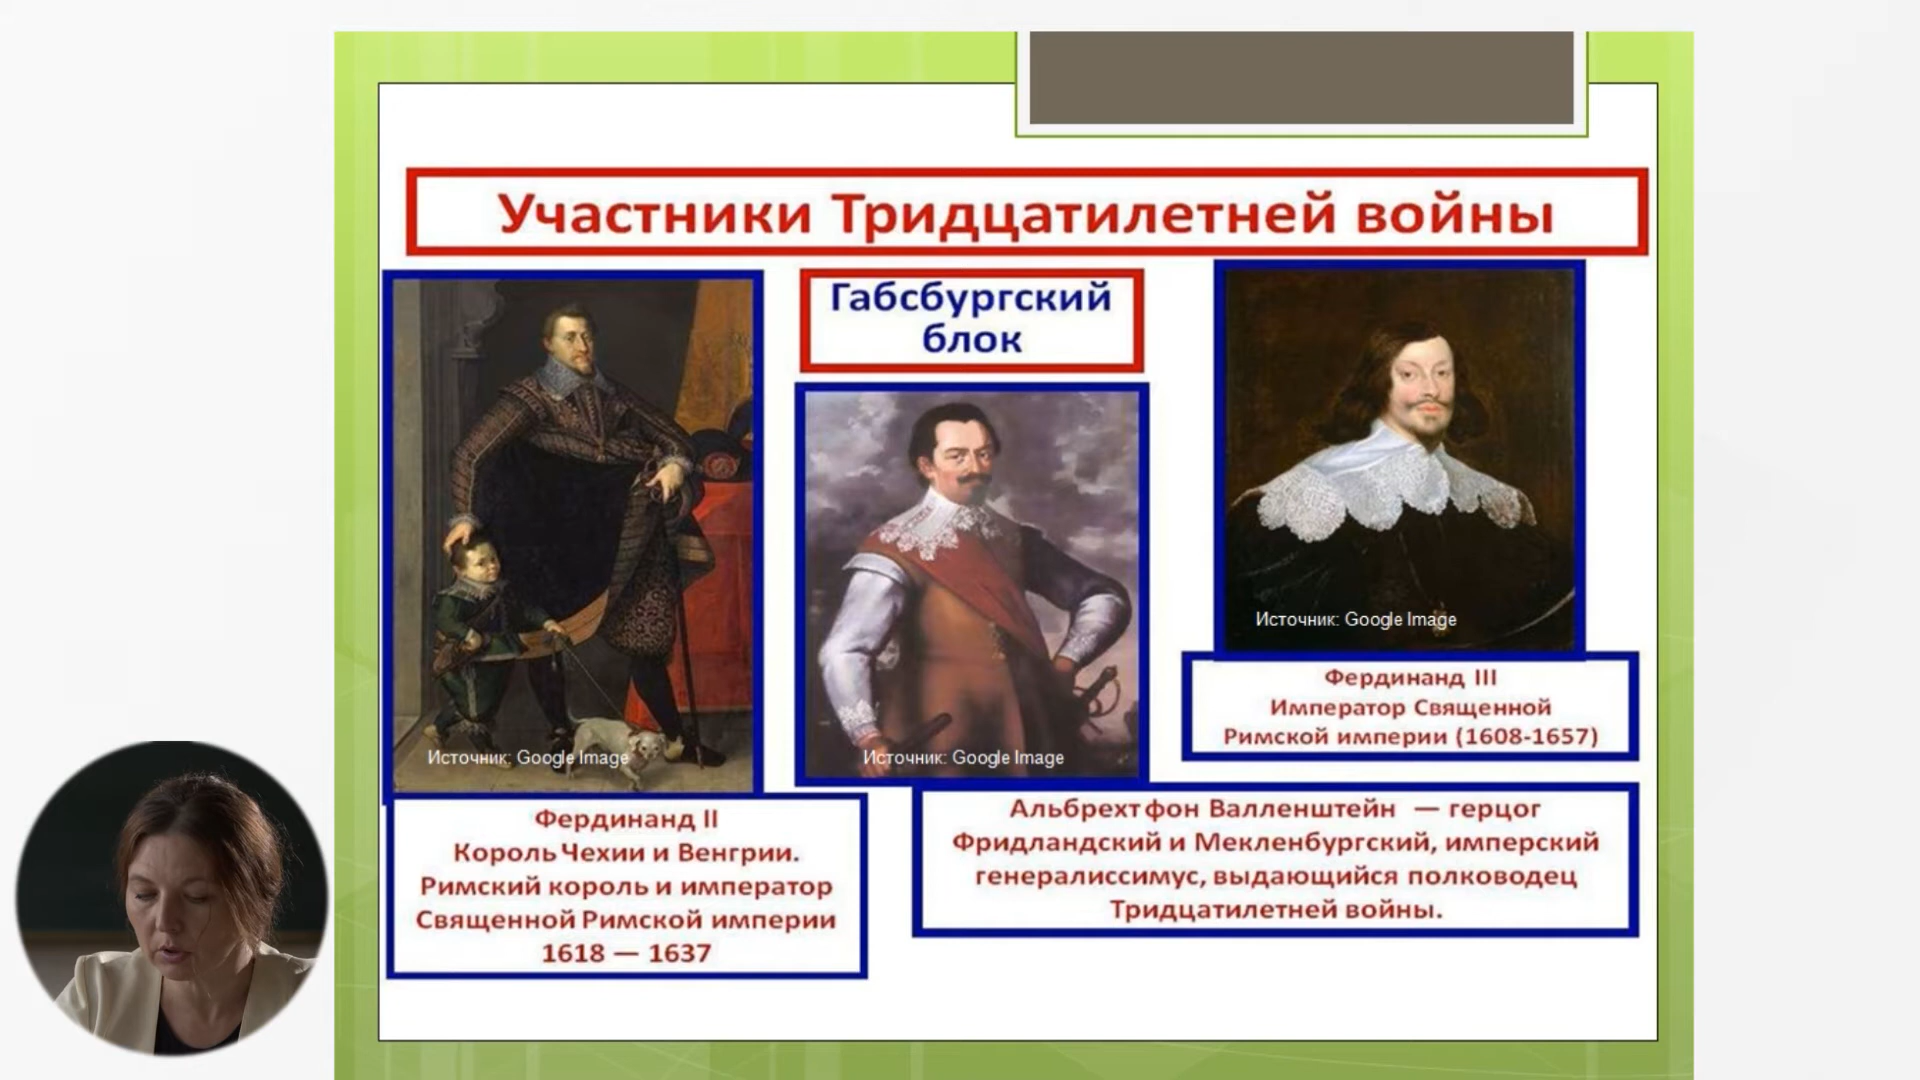 Участники Тридцатилетней войны
Габсбургский
блок
Источник: Google Image
Источник: Google Image
Источник: Google Image
Фердинанд II
Король Чехии и Венгрии.
Римский король и император
Священной Римской империи
1618 — 1637
Альбрехт фон Валленштейн — герцог
Фридландский и Мекленбургский, имперский
генералиссимус, выдающийся полководец
Тридцатилетней войны.
Фердинанд III
Император Священной
Римской империи (1608-1657)